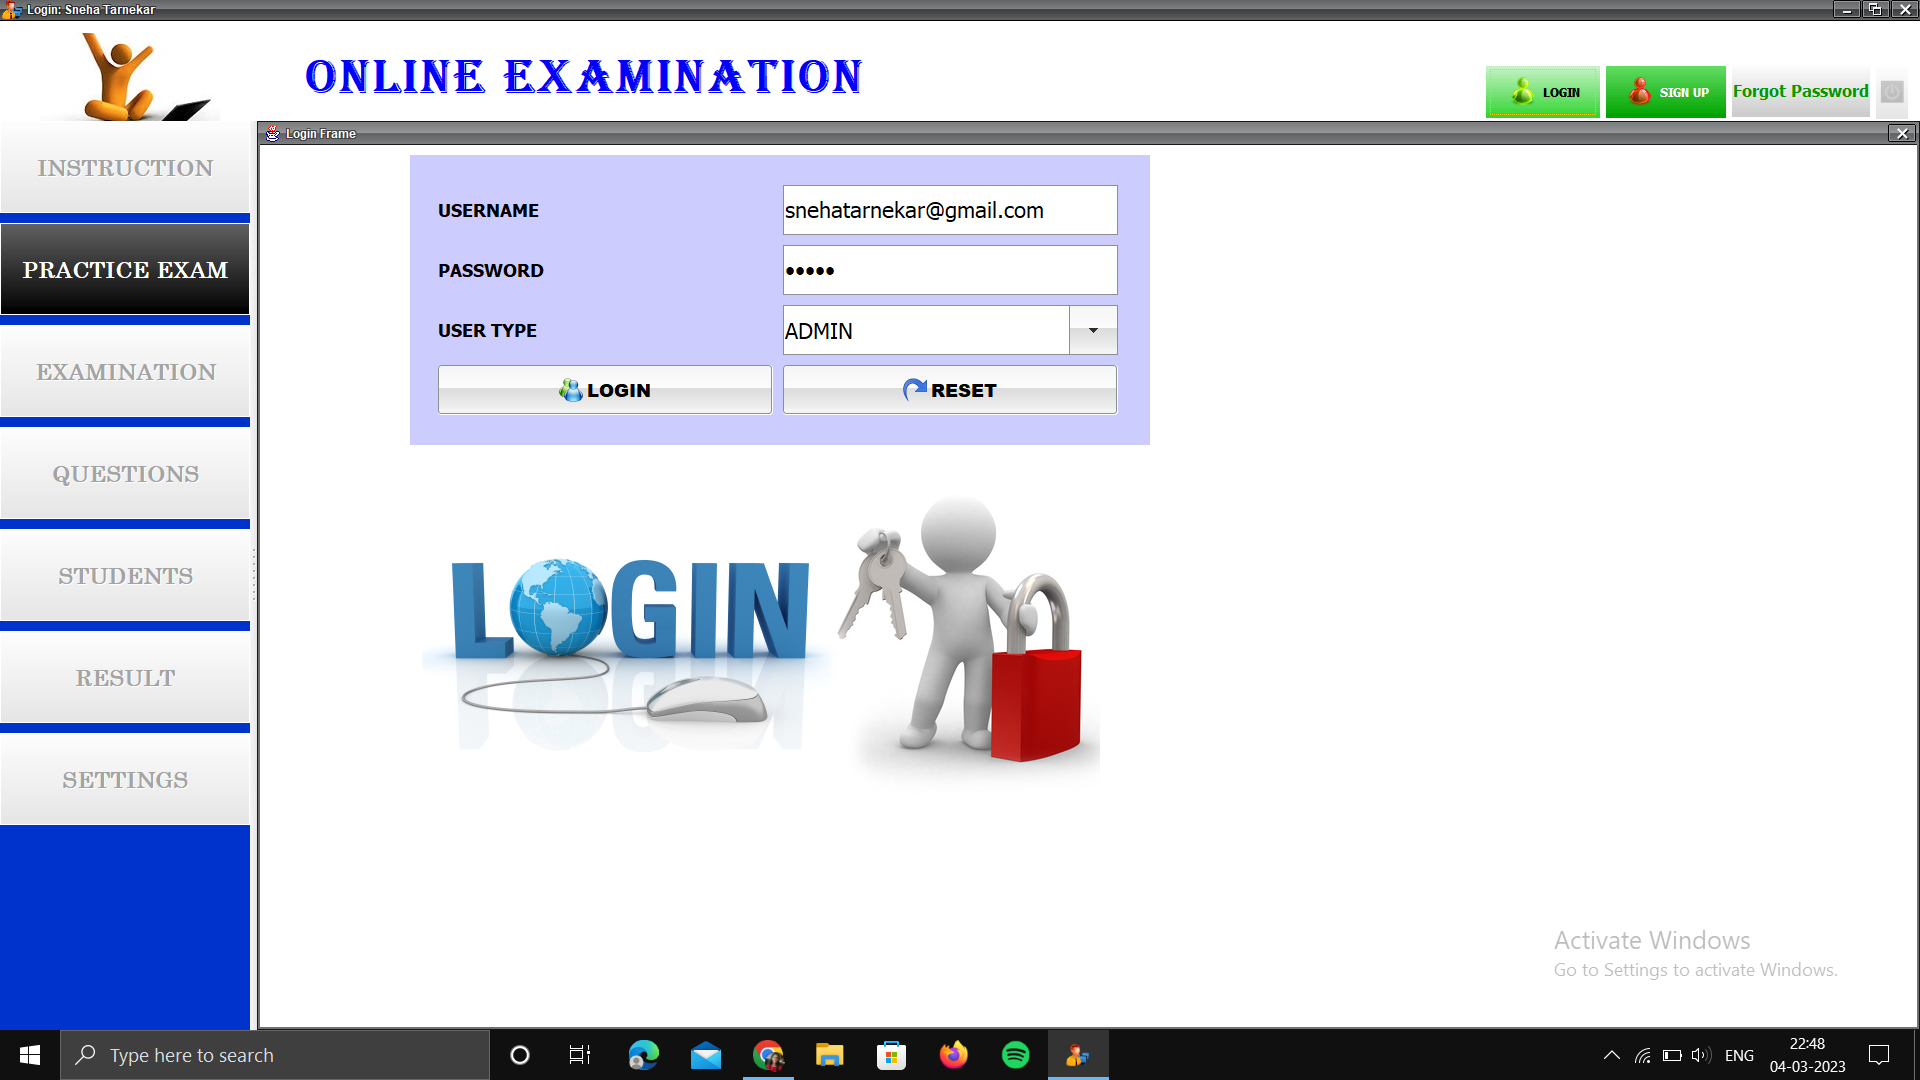 Login: Sneha Tarnekar
ONLINE EXAMINATION
LOGIN
SIGN UP
Forgot Password
Login Frame
INSTRUCTION
PRACTICE EXAM
EXAMINATION
QUESTIONS
STUDENTS
RESULT
SETTINGS
USERNAME
snehatarnekar@gmail.com
PASSWORD
•••••
USER TYPE
ADMIN
LOGIN
RESET
LOGIN
Activate Windows
Go to Settings to activate Windows.
Type here to search
ENG
22:48
04-03-2023